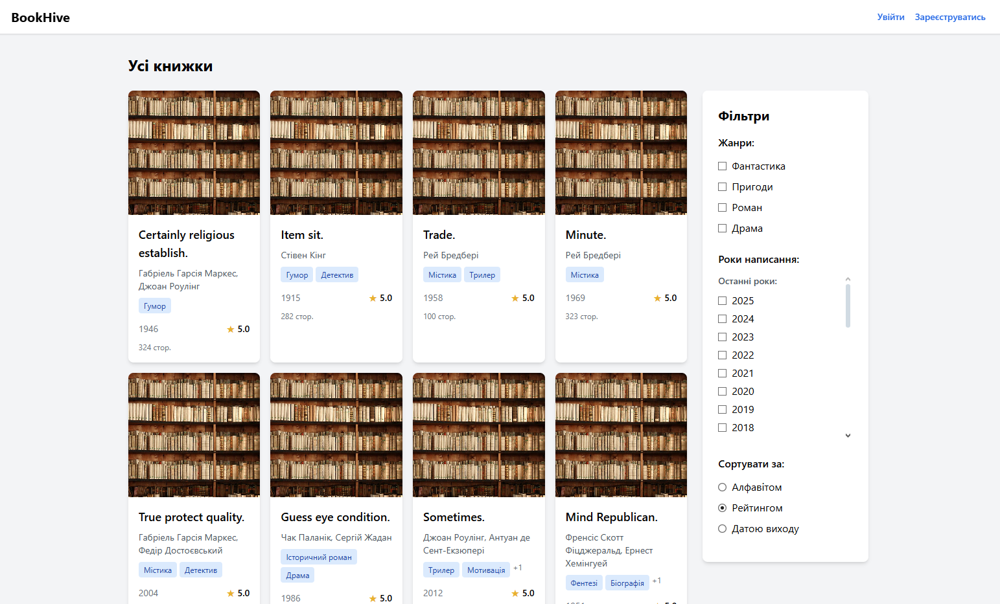 BookHive
Увійти Зареєструватись
Усі книжки
Certainly religious
establish.
Габріель Гарсія Маркес,
Джоан Роулінг
Гумор
1946 ★ 5.0
324 стор.
Item sit.
Стівен Кінг
Гумор Детектив
1915 ★ 5.0
282 стор.
Trade.
Рей Бредбері
Містика Трилер
1958 ★ 5.0
100 стор.
Minute.
Рей Бредбері
Містика
1969 ★ 5.0
323 стор.
True protect quality.
Габріель Гарсія Маркес,
Федір Достоєвський
Містика Детектив
2004 ★ 5.0
Guess eye condition.
Чак Паланік, Сергій Жадан
Історичний роман
Драма
1986 ★ 5.0
Sometimes.
Джоан Роулінг, Антуан де
Сент-Екзюпері
Трилер Мотивація +1
2012 ★ 5.0
Mind Republican.
Френсіс Скотт
Фіцджеральд, Ернест
Хемінгуей
Фентезі Біографія +1
Фільтри
Жанри:
Фантастика
Пригоди
Роман
Драма
Роки написання:
Останні роки:
2025
2024
2023
2022
2021
2020
2019
2018
Сортувати за:
Алфавітом
Рейтингом
Датою виходу